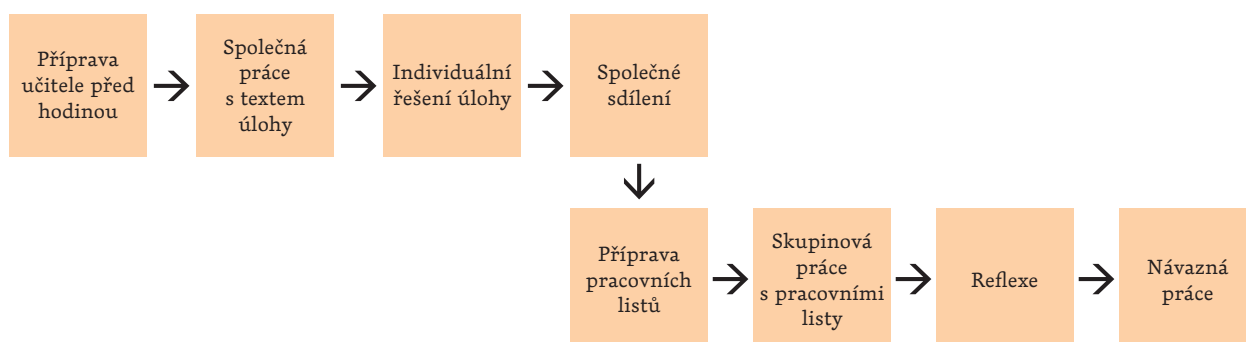 Příprava
učitele před
hodinou
Společná
práce
s textem
úlohy
Individuální
řešení úlohy
Společné
sdílení
Příprava
pracovních
listů
Skupinová
práce
s pracovními
listy
Reflexe
Návazná
práce